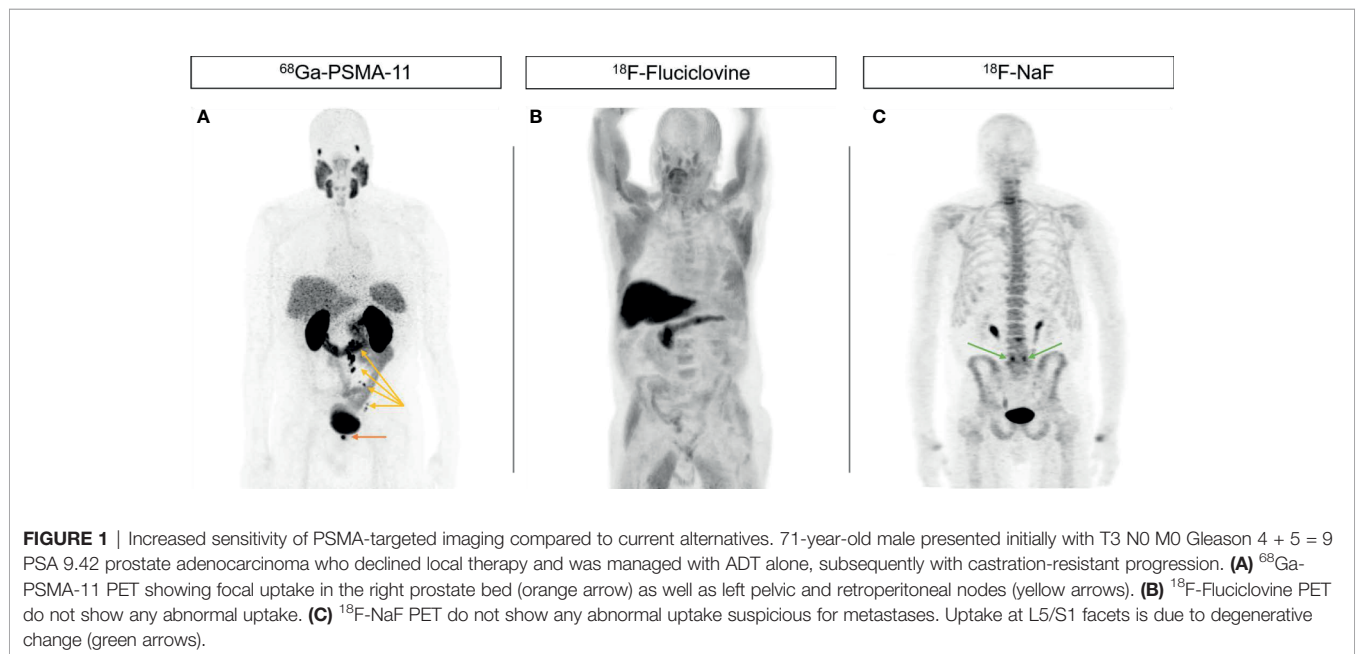 ⁶⁸Ga-PSMA-11
¹⁸F-Fluciclovine
¹⁸F-NaF
A
B
C
FIGURE 1 | Increased sensitivity of PSMA-targeted imaging compared to current alternatives. 71-year-old male presented initially with T3 N0 M0 Gleason 4 + 5 = 9
PSA 9.42 prostate adenocarcinoma who declined local therapy and was managed with ADT alone, subsequently with castration-resistant progression. (A) ⁶⁸Ga-
PSMA-11 PET showing focal uptake in the right prostate bed (orange arrow) as well as left pelvic and retroperitoneal nodes (yellow arrows). (B) ¹⁸F-Fluciclovine PET
do not show any abnormal uptake. (C) ¹⁸F-NaF PET do not show any abnormal uptake suspicious for metastases. Uptake at L5/S1 facets is due to degenerative
change (green arrows).